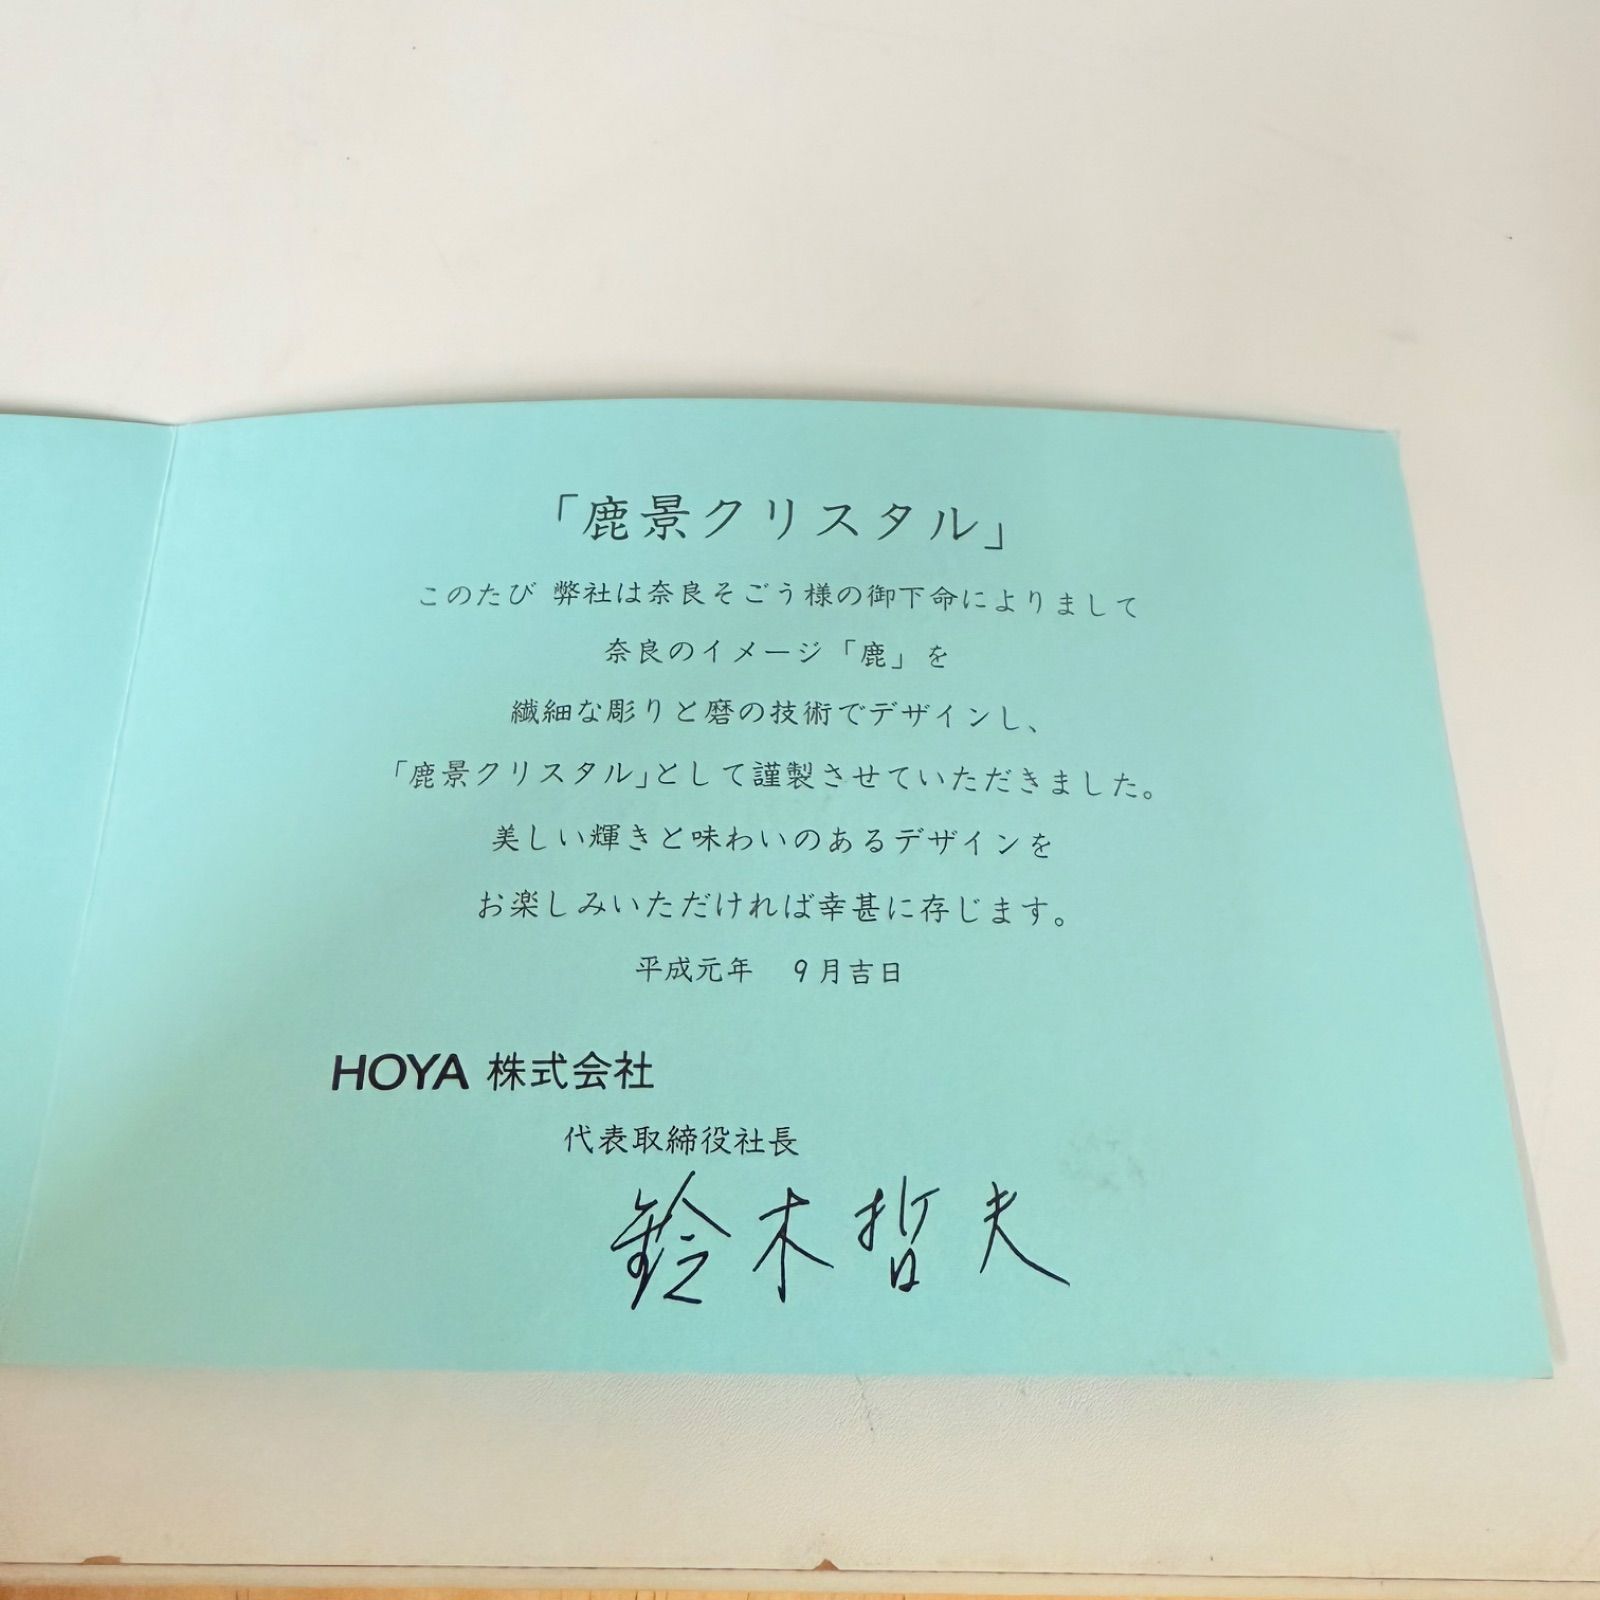 「鹿景クリスタル」
このたび 弊社は奈良そごう様の御下命によりまして
奈良のイメージ「鹿」を
繊細な彫りと磨の技術でデザインし、
「鹿景クリスタル」として謹製させていただきました。
美しい輝きと味わいのあるデザインを
お楽しみいただければ幸甚に存じます。
平成元年　9月吉日
HOYA 株式会社
代表取締役社長
鈴木哲夫